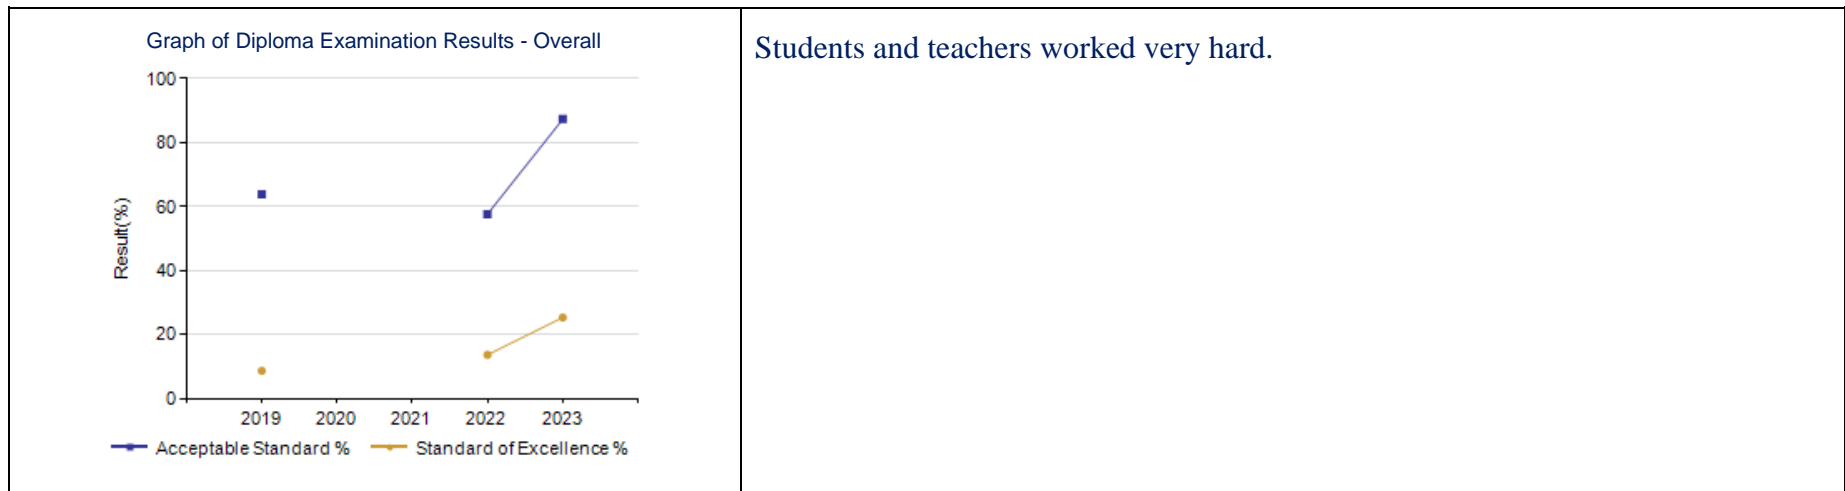 Graph of Diploma Examination Results - Overall
100
80
60
40
20
0
Result(%)
2019 2020 2021 2022 2023
Acceptable Standard % Standard of Excellence %
Students and teachers worked very hard.